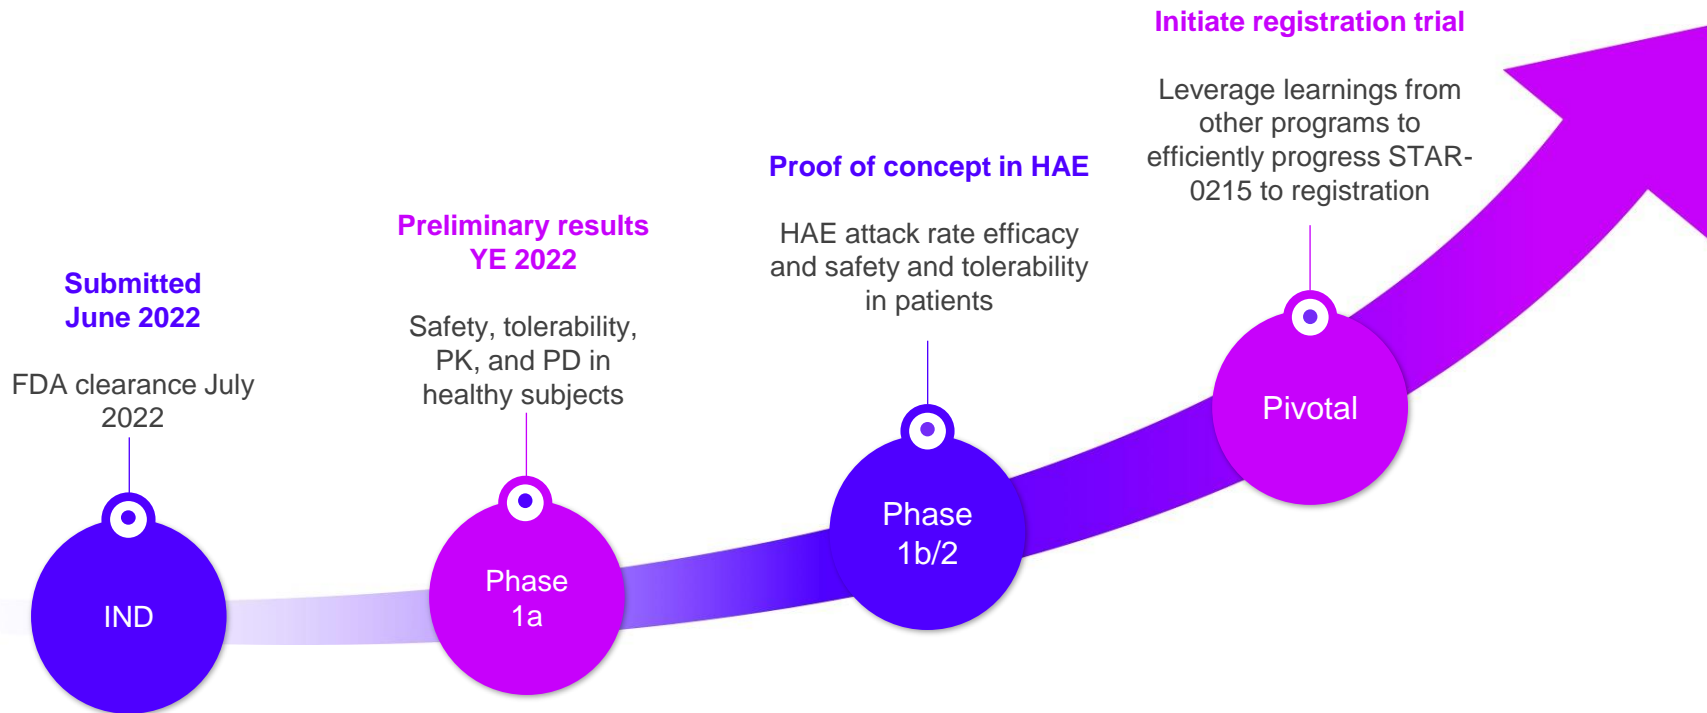 Submitted
June 2022
FDA clearance July
2022
IND
Preliminary results
YE 2022
Safety, tolerability,
PK, and PD in
healthy subjects
Phase
1a
Proof of concept in HAE
HAE attack rate efficacy
and safety and tolerability
in patients
Phase
1b/2
Initiate registration trial
Leverage learnings from
other programs to
efficiently progress STAR-
0215 to registration
Pivotal